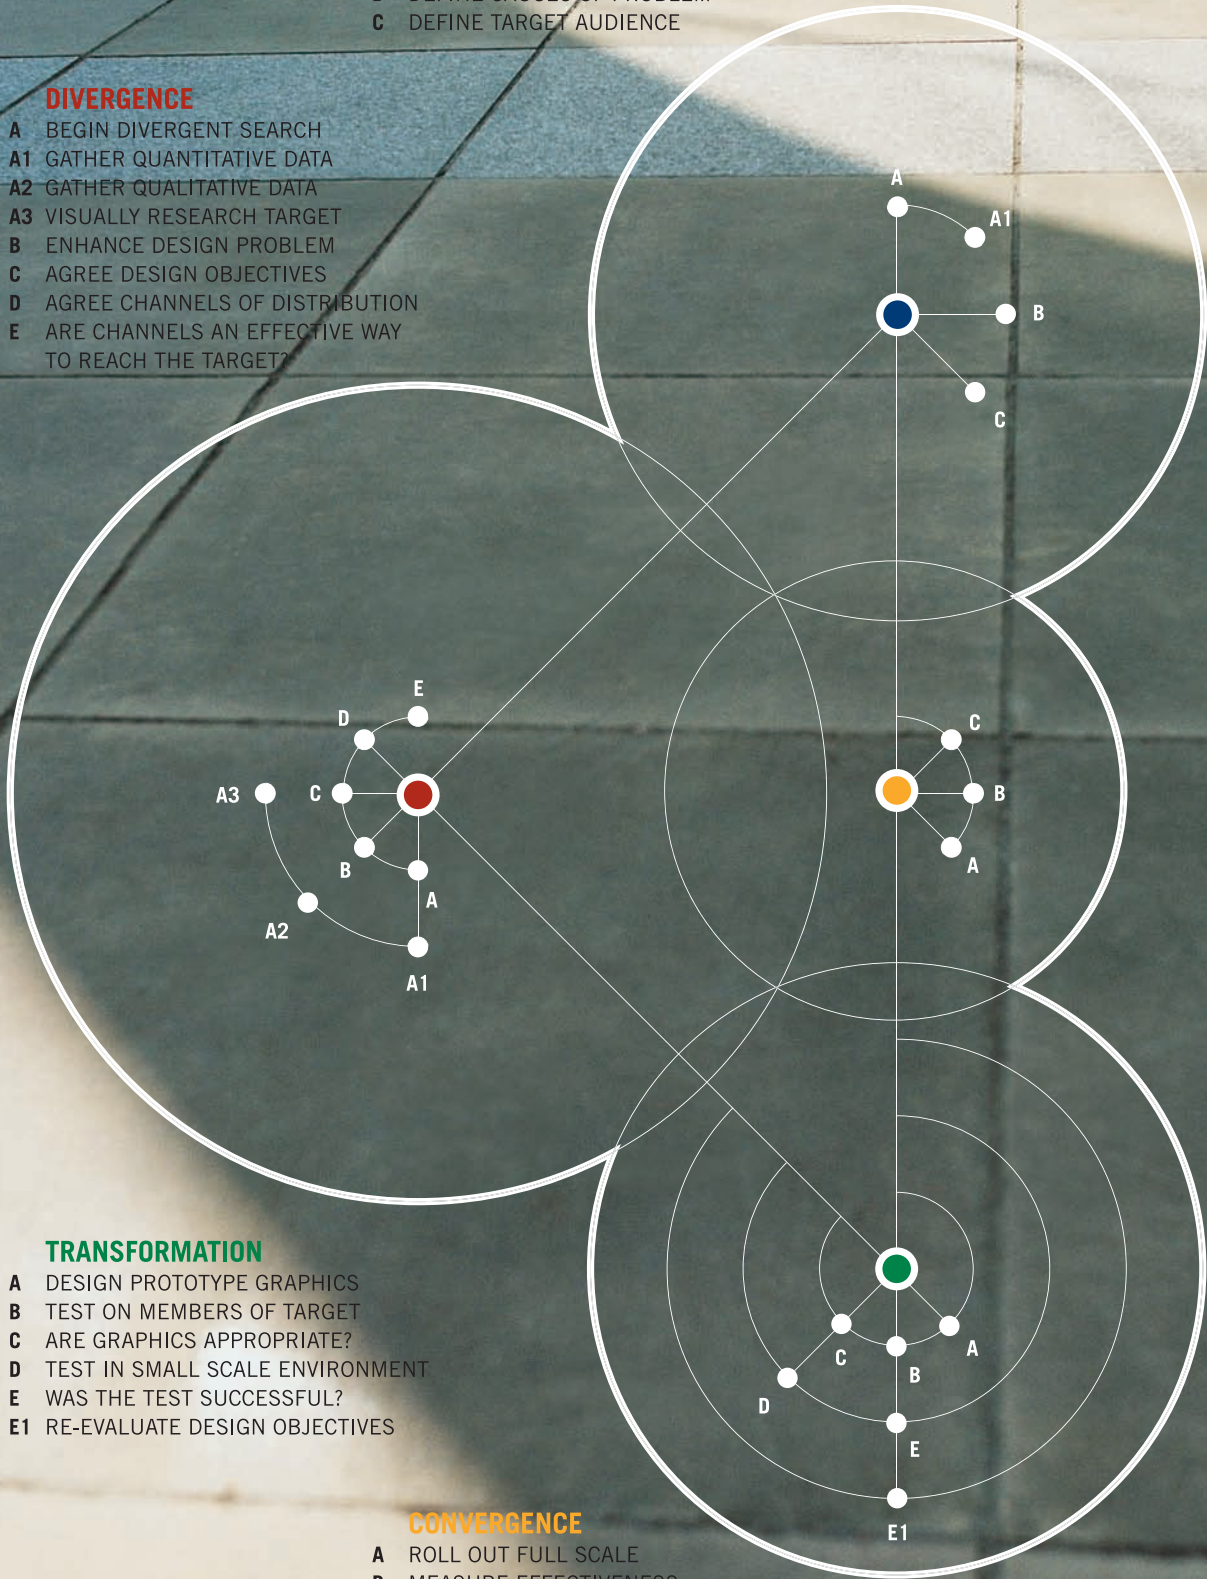 C DEFINE TARGET AUDIENCE
DIVERGENCE
A BEGIN DIVERGENT SEARCH
A1 GATHER QUANTITATIVE DATA
A2 GATHER QUALITATIVE DATA
A3 VISUALLY RESEARCH TARGET
B ENHANCE DESIGN PROBLEM
C AGREE DESIGN OBJECTIVES
D AGREE CHANNELS OF DISTRIBUTION
E ARE CHANNELS AN EFFECTIVE WAY
TO REACH THE TARGET?
A
A1
B
C
E
D
A3
C
B
A
A2
A1
C
B
A
TRANSFORMATION
A DESIGN PROTOTYPE GRAPHICS
B TEST ON MEMBERS OF TARGET
C ARE GRAPHICS APPROPRIATE?
D TEST IN SMALL SCALE ENVIRONMENT
E WAS THE TEST SUCCESSFUL?
E1 RE-EVALUATE DESIGN OBJECTIVES
A
C
B
D
E
E1
CONVERGENCE
A ROLL OUT FULL SCALE
B MEASURE EFFECTIVENESS